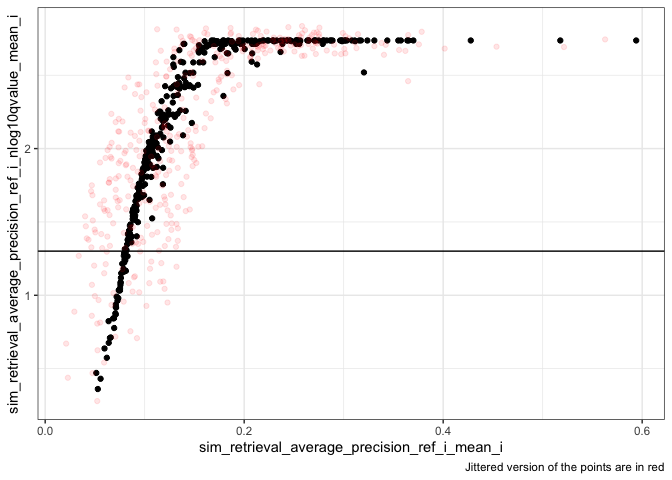 sim_retrieval_average_precision_ref_i_nlog10qvalue_mean_i
2
1
0.0
0.2
0.4
0.6
sim_retrieval_average_precision_ref_i_mean_i
Jittered version of the points are in red